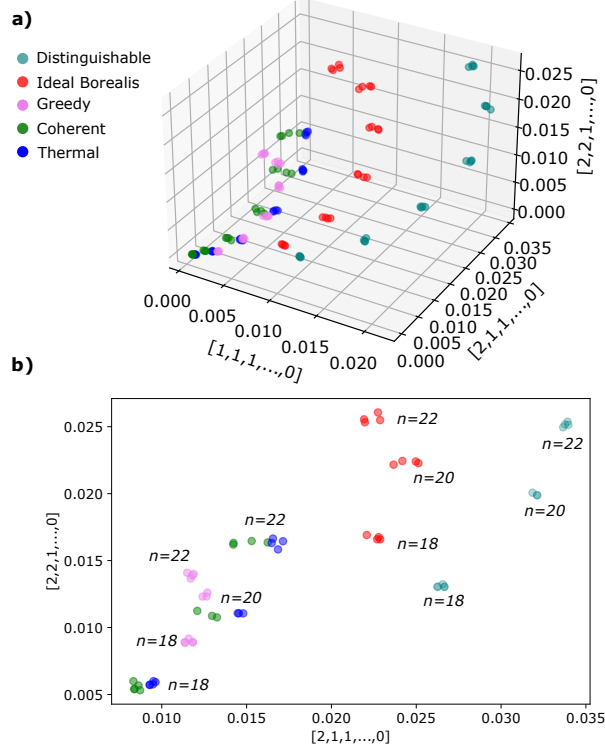 a)
Distinguishable
Ideal Borealis
Greedy
Coherent
Thermal
0.025
0.020
0.015
0.010
0.005
0.000
[2,2,1,...,0]
0.035
0.030
0.025
0.020
0.015
0.010
0.005
0.000
[2,1,1,...,0]
0.000
0.005
0.010
0.015
0.020
[1,1,1,...,0]
b)
0.025
0.020
0.015
0.010
0.005
[2,2,1,...,0]
n=22
n=22
n=20
n=20
n=22
n=18
n=22
n=20
n=18
n=18
n=18
0.010
0.015
0.020
0.025
0.030
0.035
[2,1,1,...,0]